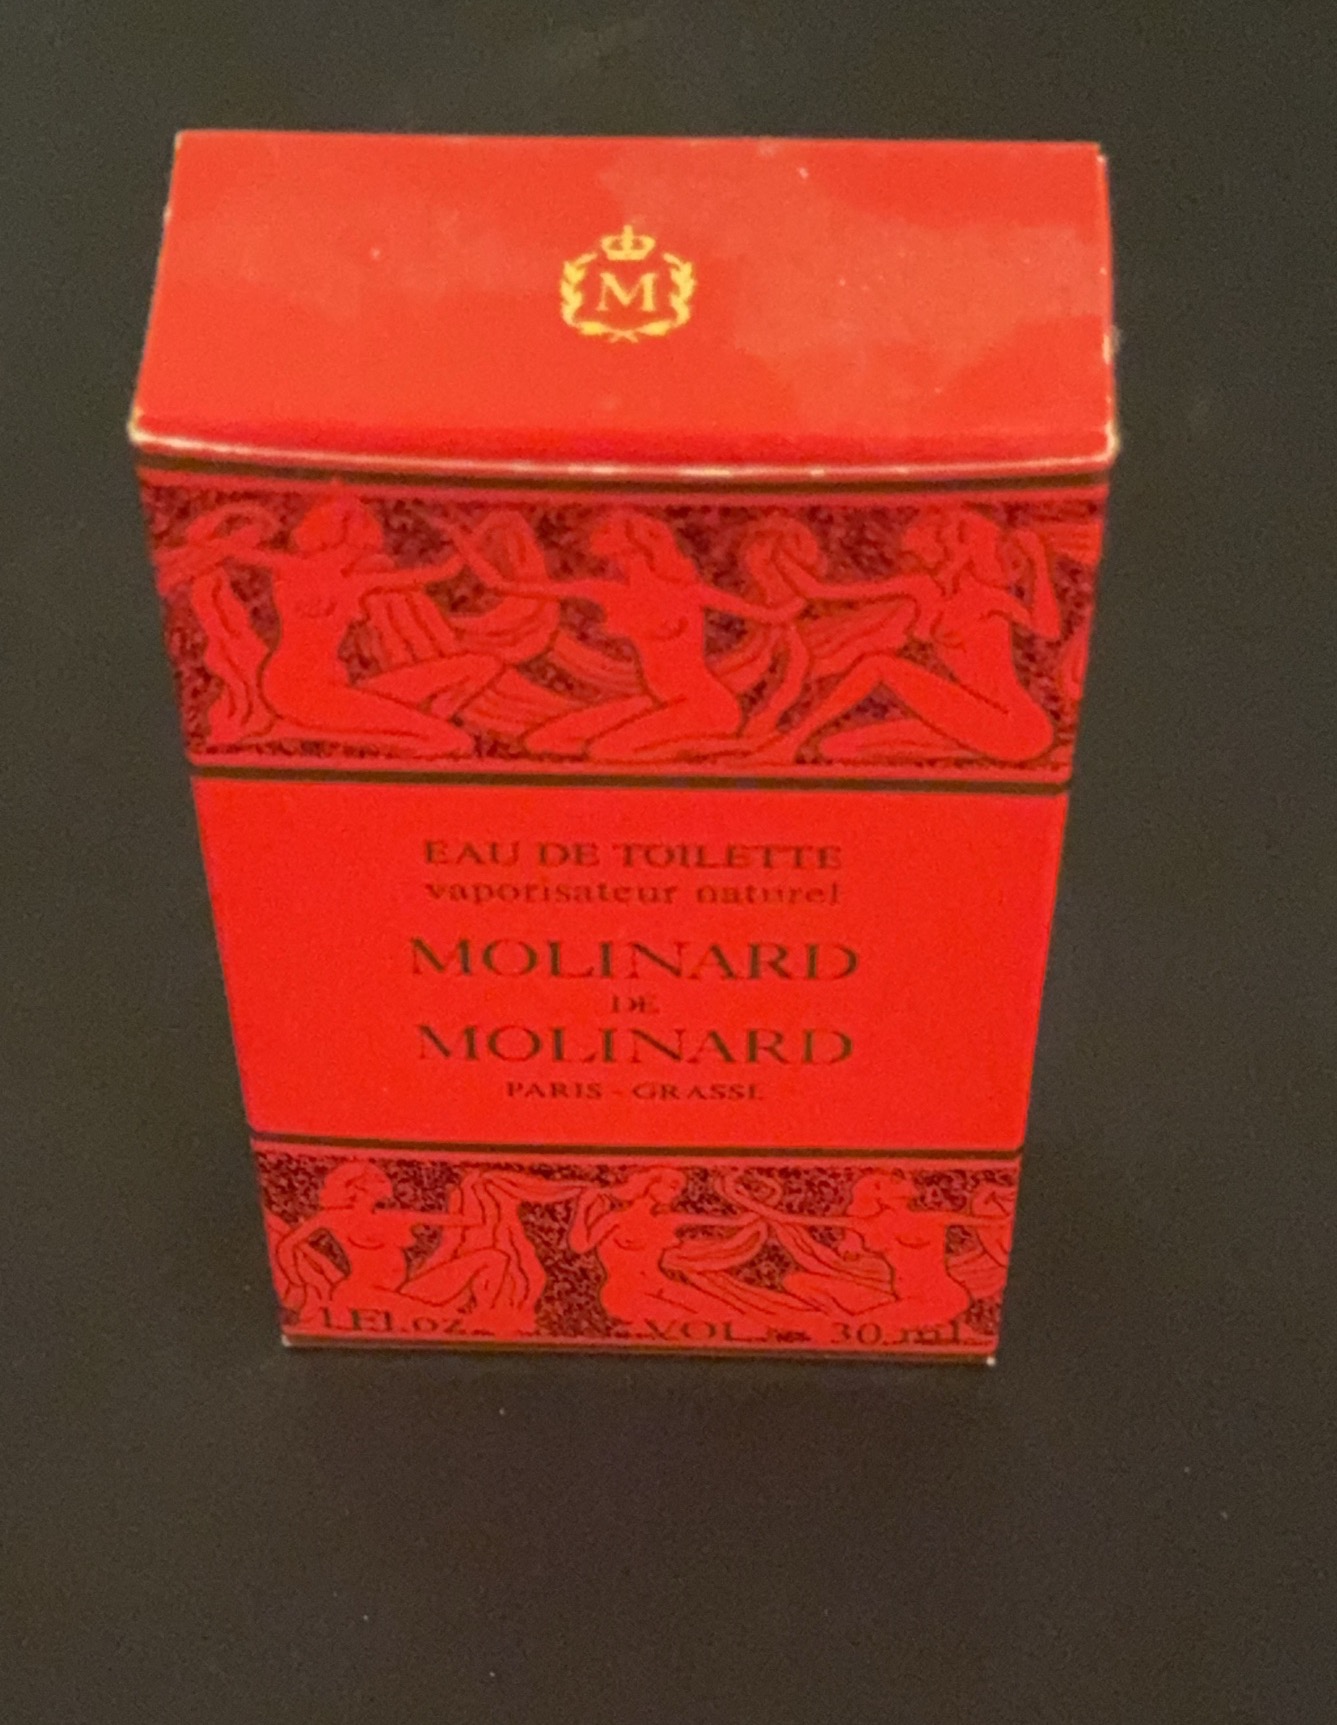 M
EAU DE TOILETTE
vaporisateur naturel
MOLINARD
DE
MOLINARD
PARIS - GRASSE
1 Fl.oz. VOL. 30 ml